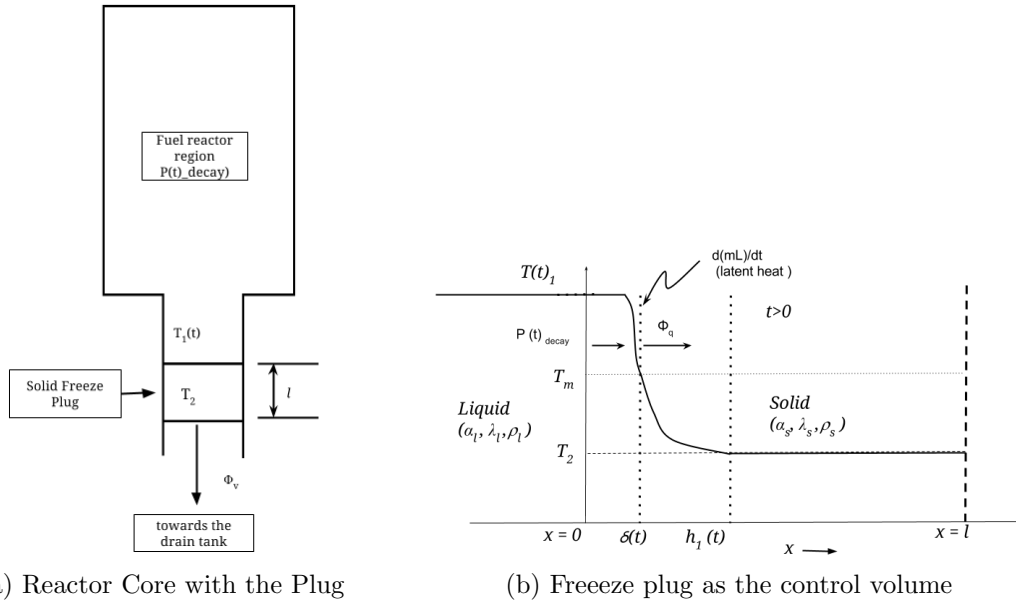 Fuel reactor
region
P(t)_decay)
T₁(t)
Solid Freeze
Plug
T₂
l
Φᵥ
towards the
drain tank
) Reactor Core with the Plug
d(mL)/dt
(latent heat )
T(t)₁
t>0
P (t) decay
Φq
Tₘ
Liquid
(αₗ, λₗ,ρₗ )
Solid
(αₛ, λₛ,ρₛ )
T₂
x = 0
δ(t)
h₁ (t)
x
x = l
(b) Freeeze plug as the control volume